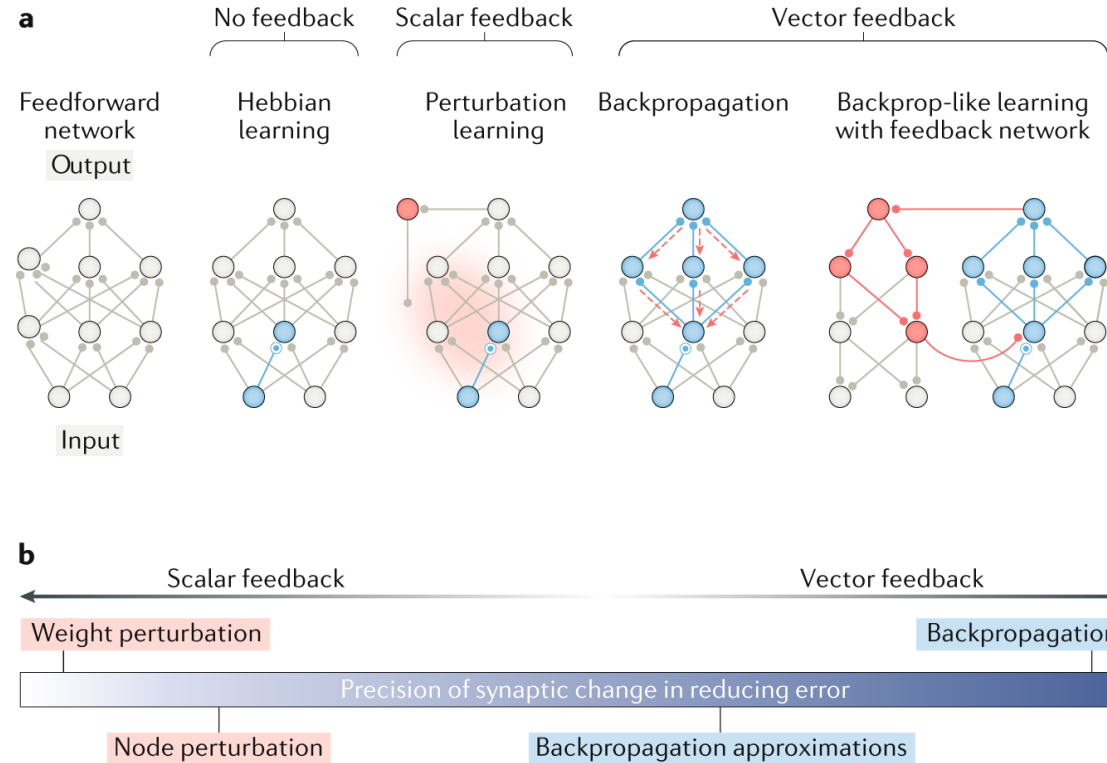 a
No feedback
Scalar feedback
Vector feedback
Feedforward
network
Hebbian
learning
Perturbation
learning
Backpropagation
Backprop-like learning
with feedback network
Output
Input
b
Scalar feedback
Vector feedback
Weight perturbation
Backpropagation
Precision of synaptic change in reducing error
Node perturbation
Backpropagation approximations